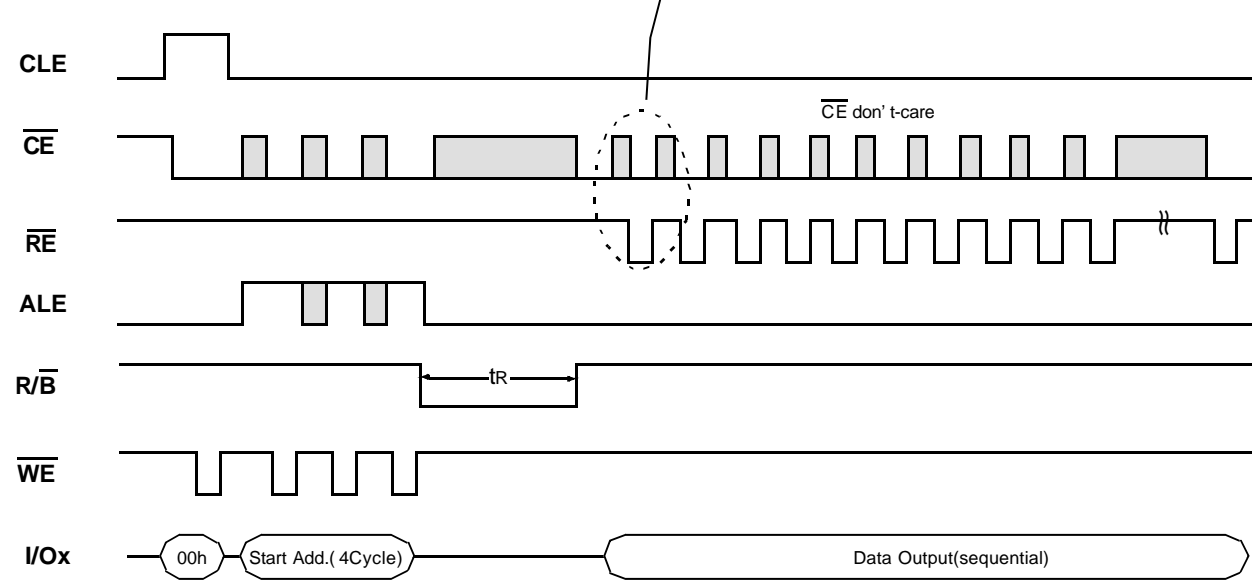 CLE
CE don' t-care
CE
RE
ALE
R/B
tR
WE
I/Ox
00h
Start Add.( 4Cycle)
Data Output(sequential)